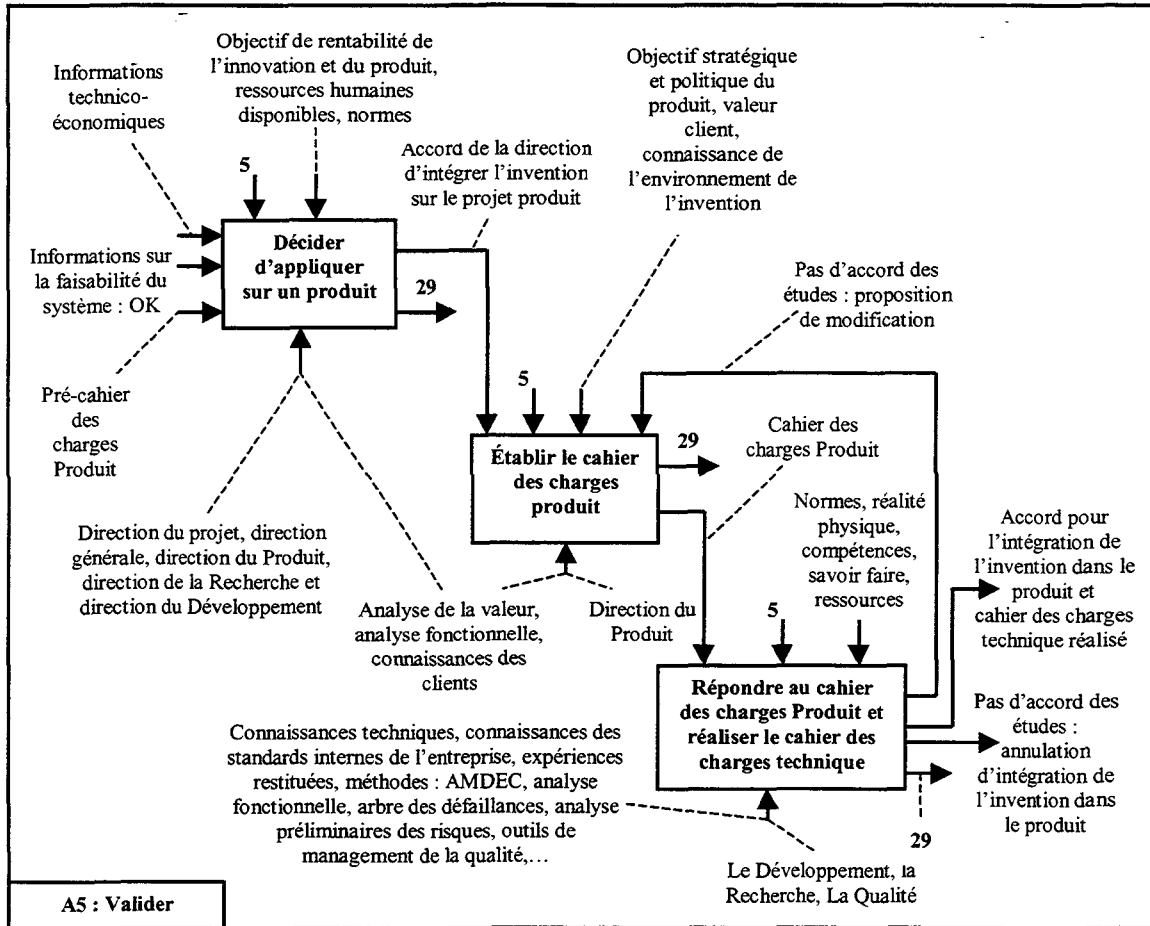 Informations
technico-
économiques
Objectif de rentabilité de
l'innovation et du produit,
ressources humaines
disponibles, normes
Objectif stratégique
et politique du
produit, valeur
client,
connaissance de
l'environnement de
l'invention
5
Accord de la direction
d'intégrer l'invention
sur le projet produit
Informations sur
la faisabilité du
système : OK
Décider
d'appliquer
sur un produit
29
Pas d'accord des
études : proposition
de modification
Pré-cahier
des
charges
Produit
5
Établir le cahier
des charges
produit
29
Cahier des
charges Produit
Direction du projet, direction
générale, direction du Produit,
direction de la Recherche et
direction du Développement
Analyse de la valeur,
analyse fonctionnelle,
connaissances des
clients
Direction du
Produit
Normes, réalité
physique,
compétences,
savoir faire,
ressources
5
Accord pour
l'intégration de
l'invention dans le
produit et
cahier des charges
technique réalisé
Répondre au cahier
des charges Produit et
réaliser le cahier des
charges technique
Pas d'accord des
études :
annulation
d'intégration de
l'invention dans
le produit
29
Connaissances techniques, connaissances des
standards internes de l'entreprise, expériences
restituées, méthodes : AMDEC, analyse
fonctionnelle, arbre des défaillances, analyse
préliminaires des risques, outils de
management de la qualité,...
Le Développement, la
Recherche, La Qualité
A5 : Valider